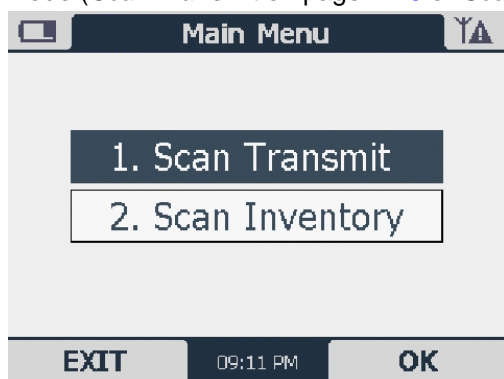 Main Menu
1. Scan Transmit
2. Scan Inventory
EXIT 09:11 PM OK